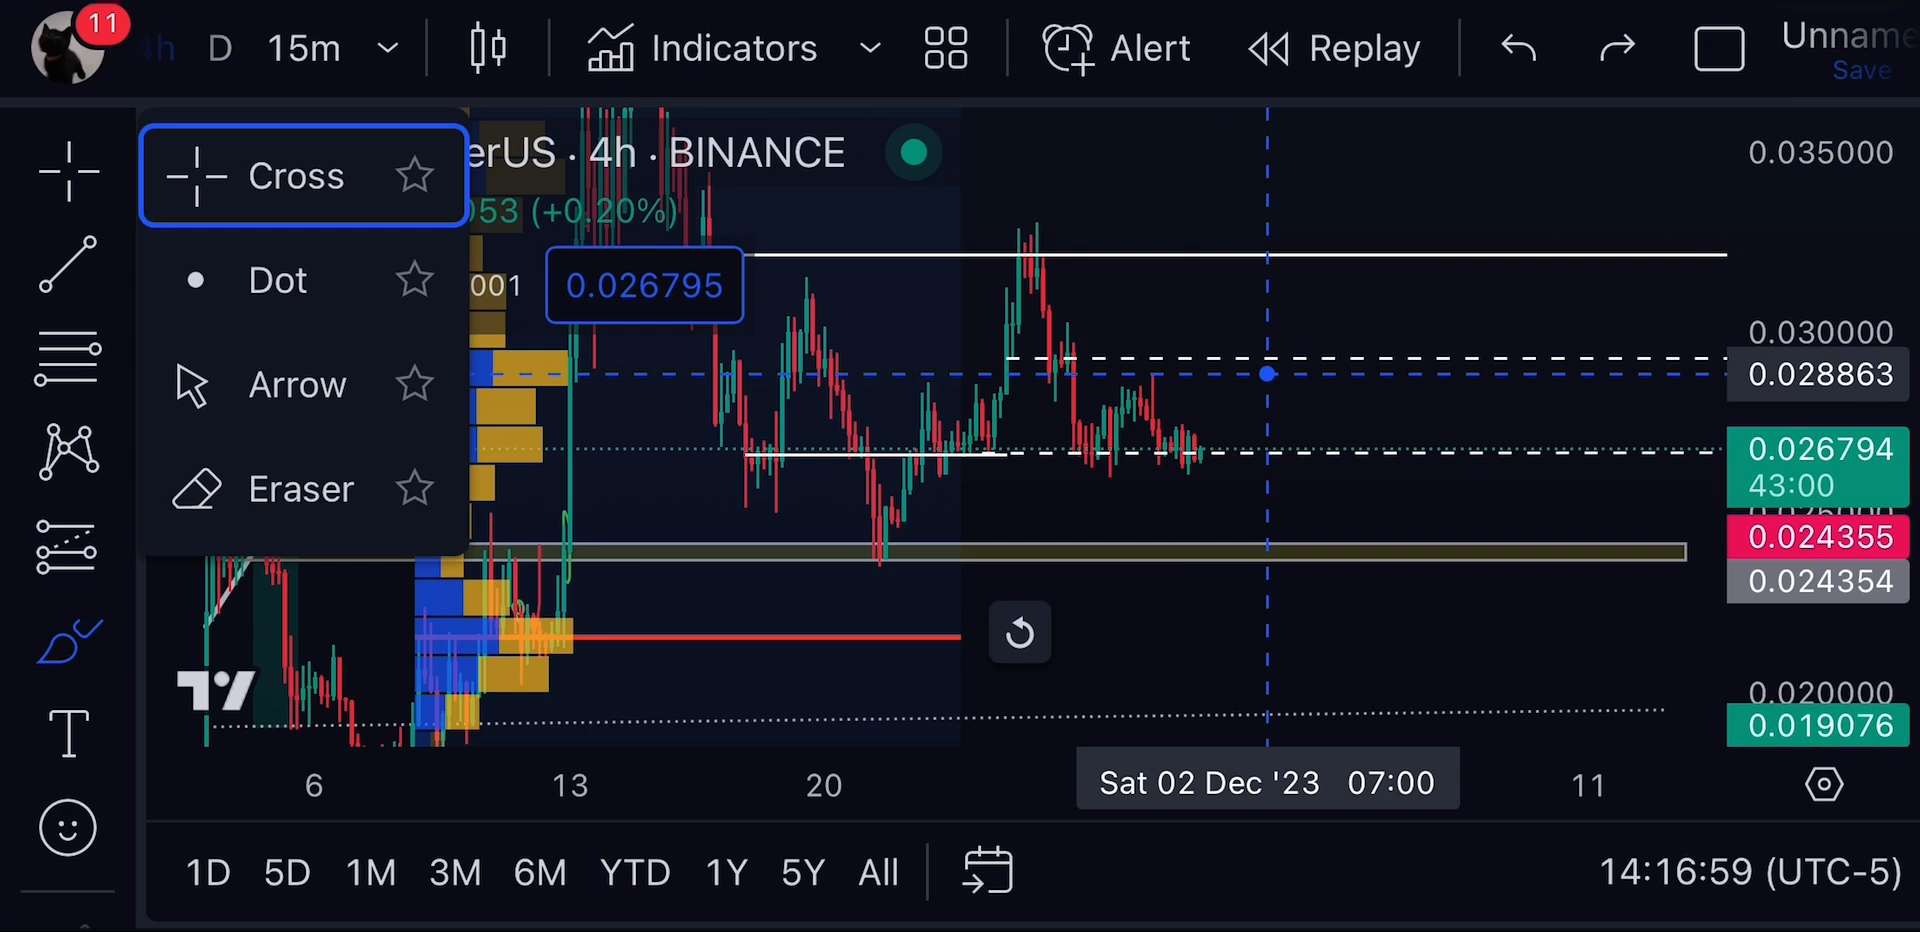 11
4h D 15m Indicators Alert Replay Unname
Save
Cross
Dot
Arrow
Eraser
erUS · 4h · BINANCE
053 (+0.20%)
001 0.026795
0.035000
0.030000
0.028863
0.026794
43:00
0.024355
0.024354
0.020000
0.019076
6 13 20 Sat 02 Dec '23 07:00 11
1D 5D 1M 3M 6M YTD 1Y 5Y All 14:16:59 (UTC-5)